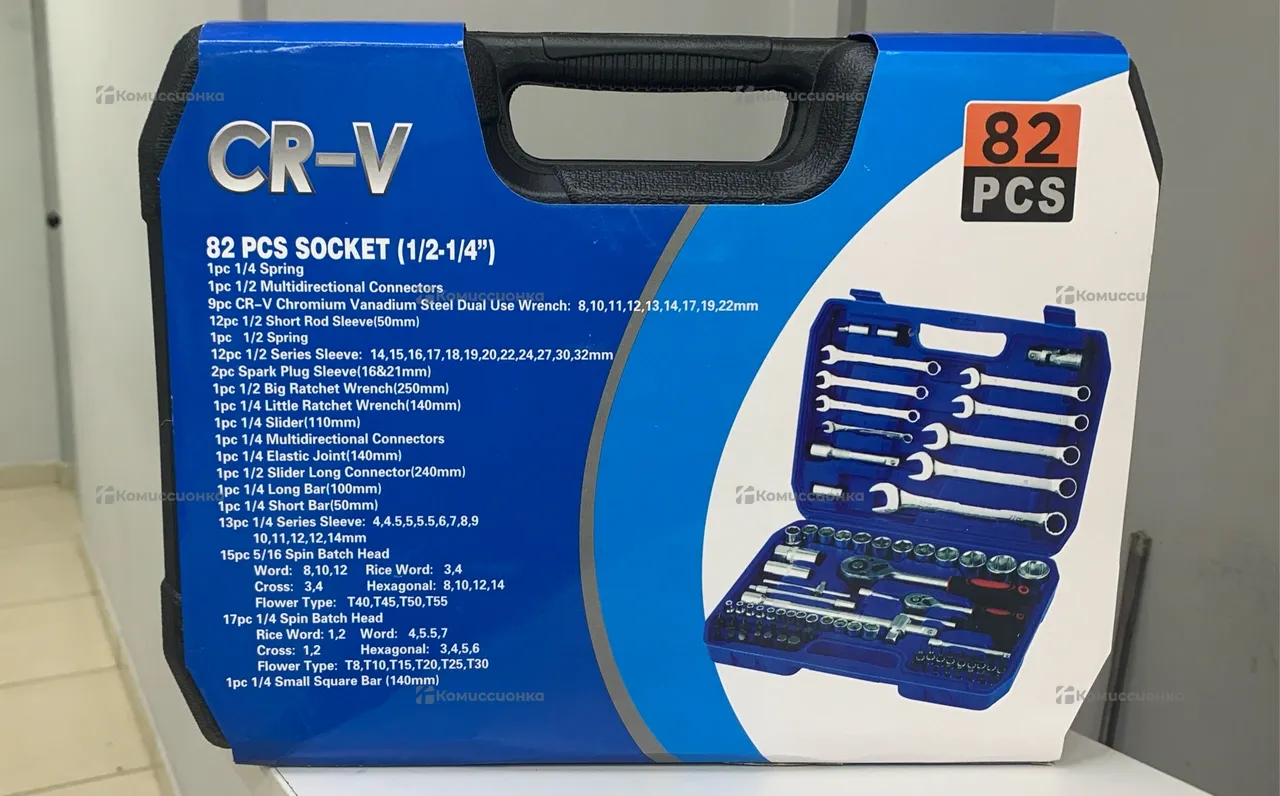 CR-V
82
PCS
82 PCS SOCKET (1/2-1/4")
1pc 1/4 Spring
1pc 1/2 Multidirectional Connectors
9pc CR-V Chromium Vanadium Steel Dual Use Wrench: 8,10,11,12,13,14,17,19,22mm
12pc 1/2 Short Rod Sleeve(50mm)
1pc 1/2 Spring
12pc 1/2 Series Sleeve: 14,15,16,17,18,19,20,22,24,27,30,32mm
2pc Spark Plug Sleeve(16&21mm)
1pc 1/2 Big Ratchet Wrench(250mm)
1pc 1/4 Little Ratchet Wrench(140mm)
1pc 1/4 Slider(110mm)
1pc 1/4 Multidirectional Connectors
1pc 1/4 Elastic Joint(140mm)
1pc 1/2 Slider Long Connector(240mm)
1pc 1/4 Long Bar(100mm)
1pc 1/4 Short Bar(50mm)
13pc 1/4 Series Sleeve: 4,4.5,5,5.5,6,7,8,9
10,11,12,12,14mm
15pc 5/16 Spin Batch Head
Word: 8,10,12 Rice Word: 3,4
Cross: 3,4 Hexagonal: 8,10,12,14
Flower Type: T40,T45,T50,T55
17pc 1/4 Spin Batch Head
Rice Word: 1,2 Word: 4,5.5,7
Cross: 1,2 Hexagonal: 3,4,5,6
Flower Type: T8,T10,T15,T20,T25,T30
1pc 1/4 Small Square Bar (140mm)
Комиссионка
Комиссионка
Комиссионка
Комиссионка
Комиссионка
Комиссионка
Комиссионка
Комиссионка